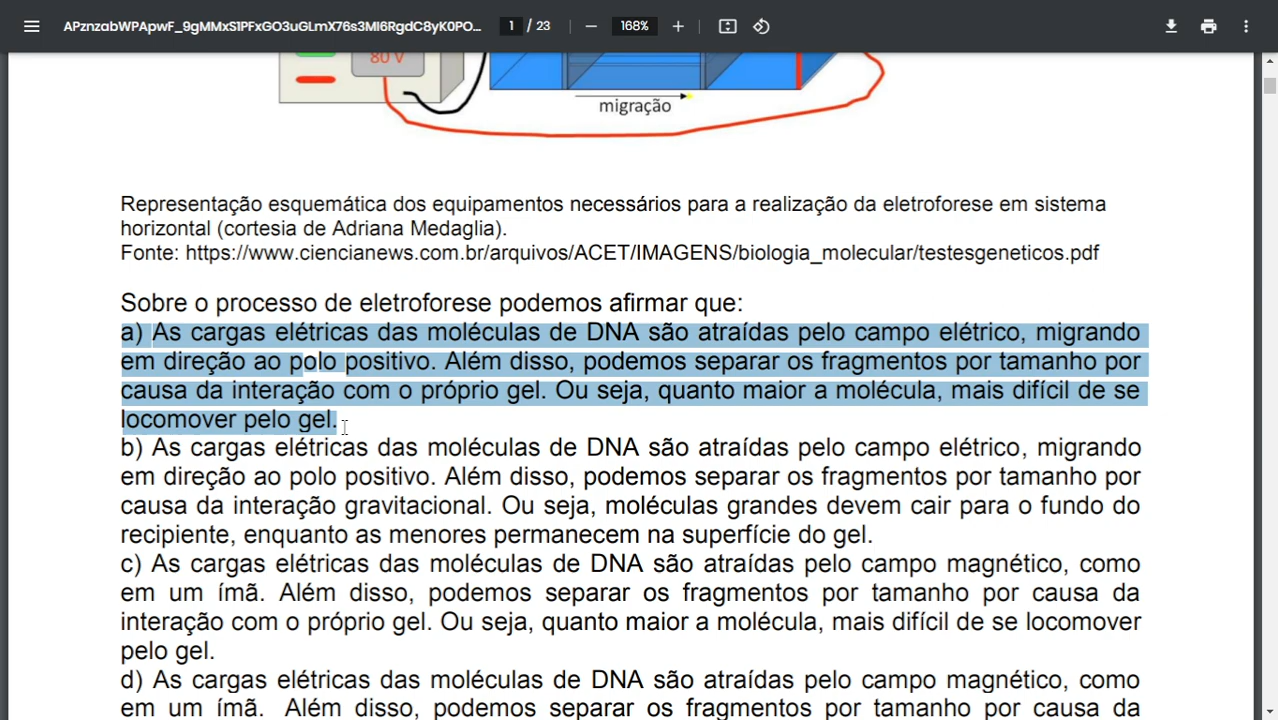 APznzabWPApwF_9gMMxSIPFxGO3uGLmX76s3MI6RgdC8yK0PO...
1 / 23
168%
80 V
migração
Representação esquemática dos equipamentos necessários para a realização da eletroforese em sistema
horizontal (cortesia de Adriana Medaglia).
Fonte: https://www.ciencianews.com.br/arquivos/ACET/IMAGENS/biologia_molecular/testesgeneticos.pdf
Sobre o processo de eletroforese podemos afirmar que:
a) As cargas elétricas das moléculas de DNA são atraídas pelo campo elétrico, migrando
em direção ao polo positivo. Além disso, podemos separar os fragmentos por tamanho por
causa da interação com o próprio gel. Ou seja, quanto maior a molécula, mais difícil de se
locomover pelo gel.
b) As cargas elétricas das moléculas de DNA são atraídas pelo campo elétrico, migrando
em direção ao polo positivo. Além disso, podemos separar os fragmentos por tamanho por
causa da interação gravitacional. Ou seja, moléculas grandes devem cair para o fundo do
recipiente, enquanto as menores permanecem na superfície do gel.
c) As cargas elétricas das moléculas de DNA são atraídas pelo campo magnético, como
em um ímã. Além disso, podemos separar os fragmentos por tamanho por causa da
interação com o próprio gel. Ou seja, quanto maior a molécula, mais difícil de se locomover
pelo gel.
d) As cargas elétricas das moléculas de DNA são atraídas pelo campo magnético, como
em um ímã. Além disso, podemos separar os fragmentos por tamanho por causa da